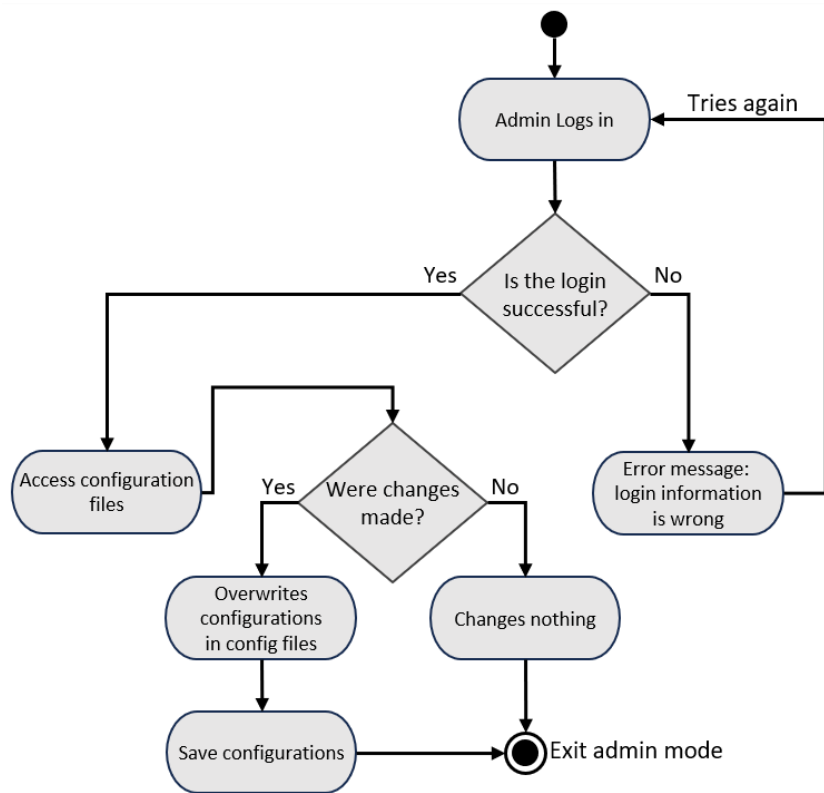 Admin Logs in
Tries again
Is the login
successful?
Yes
No
Access configuration
files
Were changes
made?
Yes
No
Error message:
login information
is wrong
Overwrites
configurations
in config files
Changes nothing
Save configurations
Exit admin mode